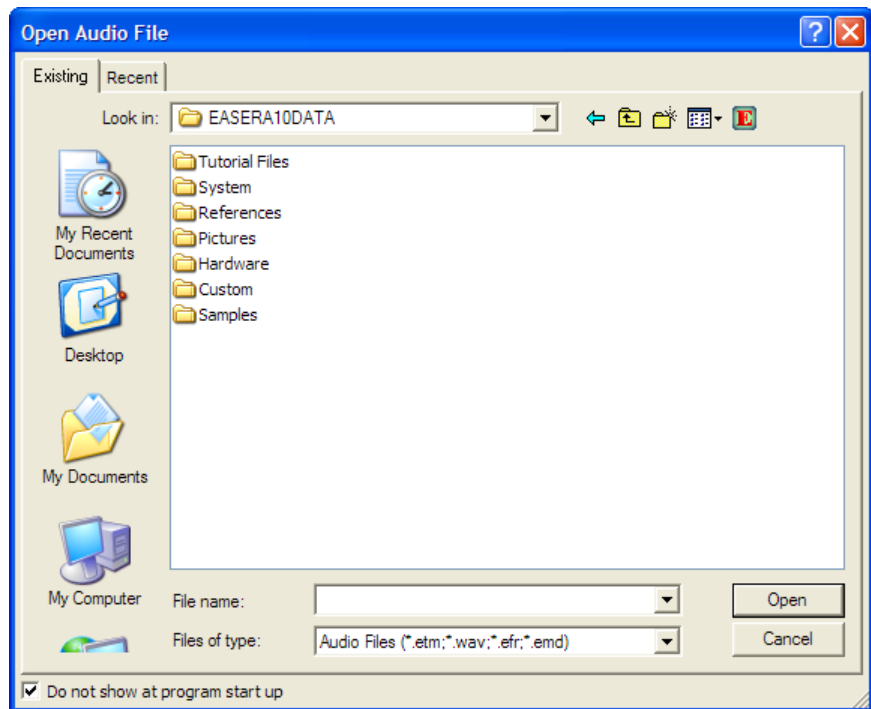 Open Audio File
Existing Recent
Look in: EASERA10DATA
E
Tutorial Files
System
References
Pictures
Hardware
Custom
Samples
My Recent
Documents
Desktop
My Documents
My Computer
File name:
Open
Files of type: Audio Files (*.etm;*.wav;*.efr;*.emd)
Cancel
Do not show at program start up